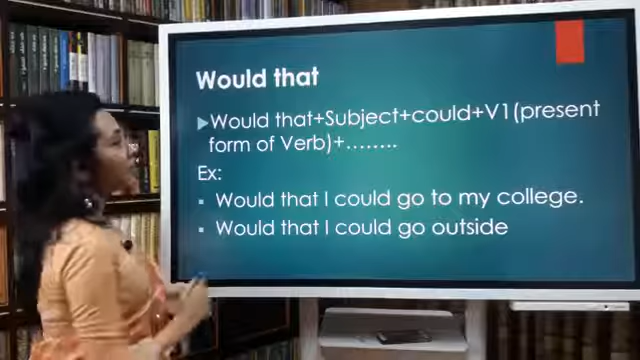 Would that
Would that+Subject+could+V1(present
form of Verb)+........
Ex:
Would that I could go to my college.
Would that I could go outside